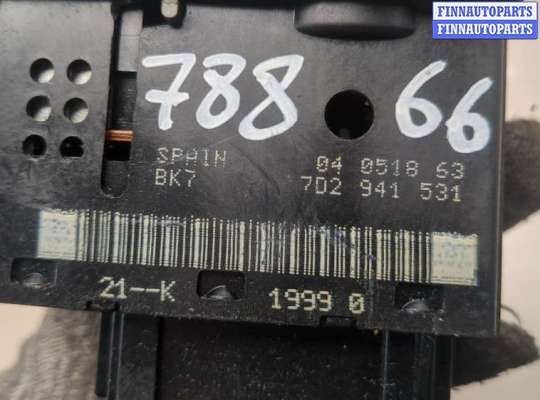 FINNAUTOPARTS
FINNAUTOPARTS
788 66
SPAIN 04 0518 63
BK7 7D2 941 531
21--K 1999 0